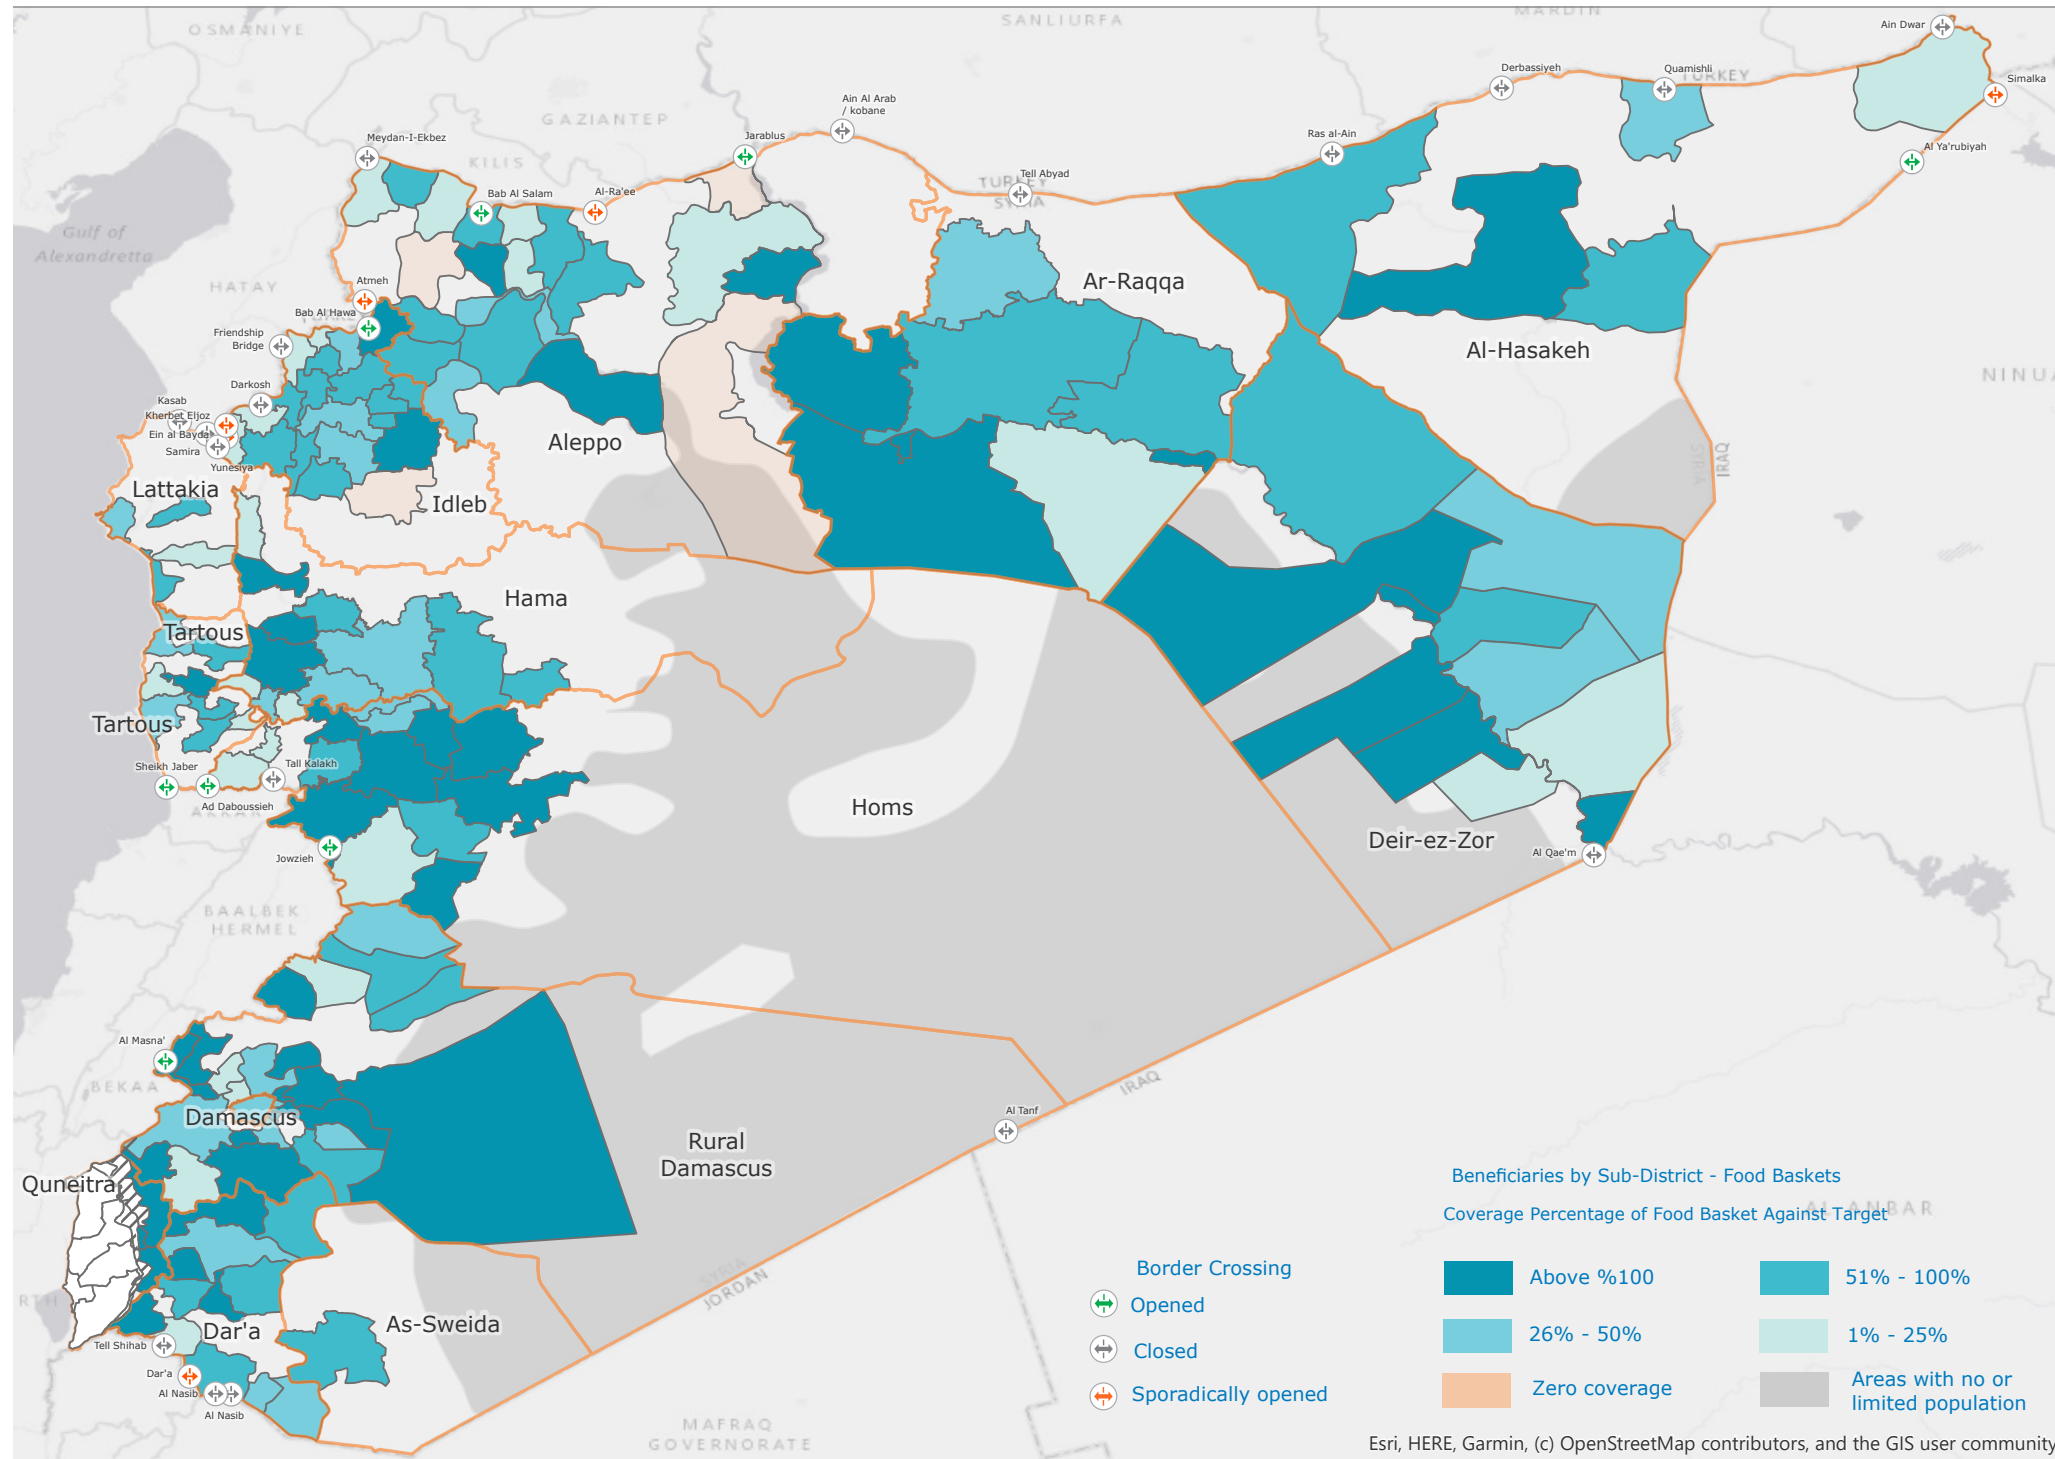 OSMANIYE
SANLIURFA
MARDIN
Ain Dwar
Simalka
Derbassiyeh
Quamishli
TURKEY
Ain Al Arab
/ kobane
GAZIANTEP
Meydan-I-Ekbez
KILIS
Jarablus
Ras al-Ain
Al Ya'rubiyah
Bab Al Salam
Al-Ra'ee
Tell Abyad
TURKEY
SYRIA
Gulf of
Alexandretta
HATAY
Atmeh
Bab Al Hawa
Ar-Raqqa
Friendship
Bridge
Al-Hasakeh
NINUA
Darkosh
Kasab
Kherbet Eljoz
Ein al Bayda
Samira
Yunesiya
Aleppo
SYRIA
IRAQ
Lattakia
Idleb
Hama
Tartous
Tartous
Sheikh Jaber
Tall Kalakh
Ad Daboussieh
AKKAR
Homs
Jowzieh
Deir-ez-Zor
Al Qae'm
BAALBEK
HERMEL
Al Masna'
BEKAA
Damascus
Al Tanf
IRAQ
Rural
Damascus
Quneitra
SYRIA
JORDAN
RTH
Dar'a
As-Sweida
Tell Shihab
Dar'a
Al Nasib
Al Nasib
MAFRAQ
GOVERNORATE
AL-ANBAR
Beneficiaries by Sub-District - Food Baskets
Coverage Percentage of Food Basket Against Target
Border Crossing
Opened
Closed
Sporadically opened
Above %100
51% - 100%
26% - 50%
1% - 25%
Zero coverage
Areas with no or
limited population
Esri, HERE, Garmin, (c) OpenStreetMap contributors, and the GIS user community